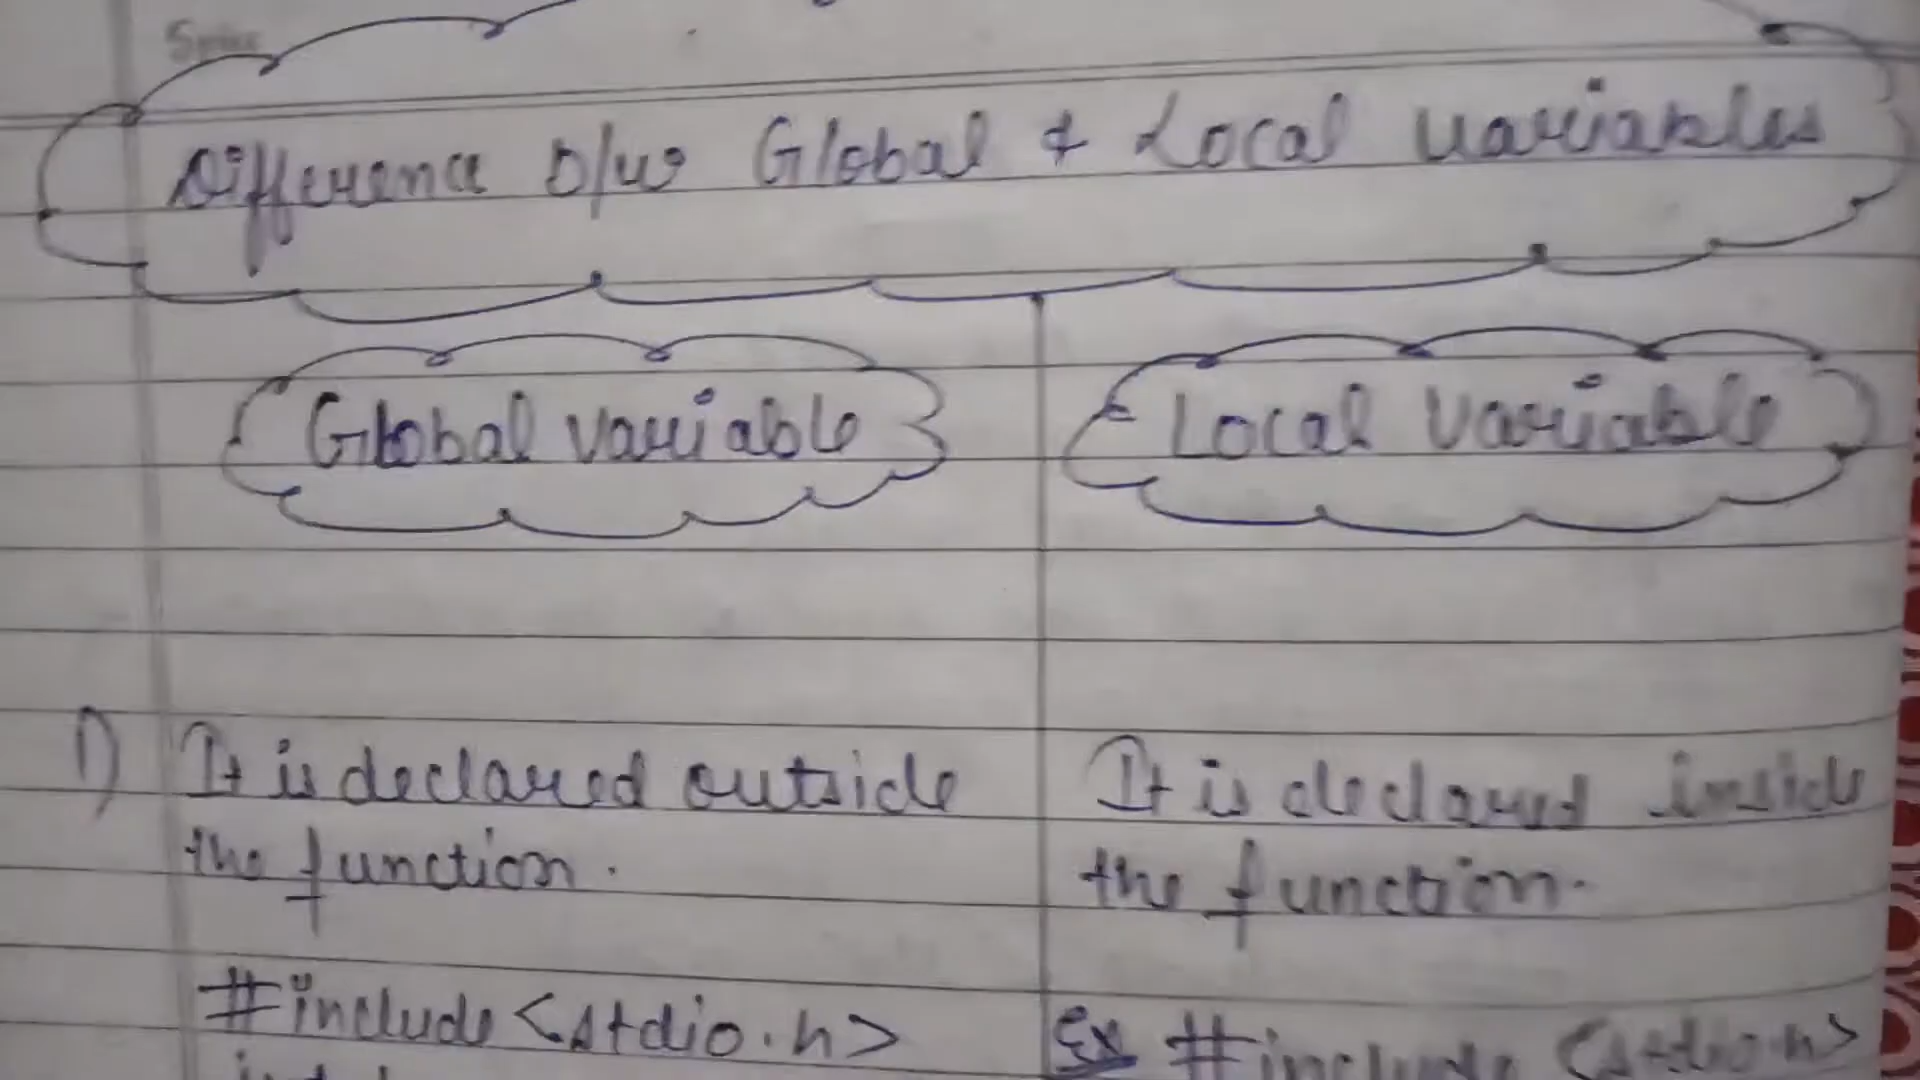 Difference b/w Global & Local variables
Global variable
Local variable
1) It is declared outside
the function.
It is declared inside
the function.
#include <stdio.h>
Ex #include <stdio.h>